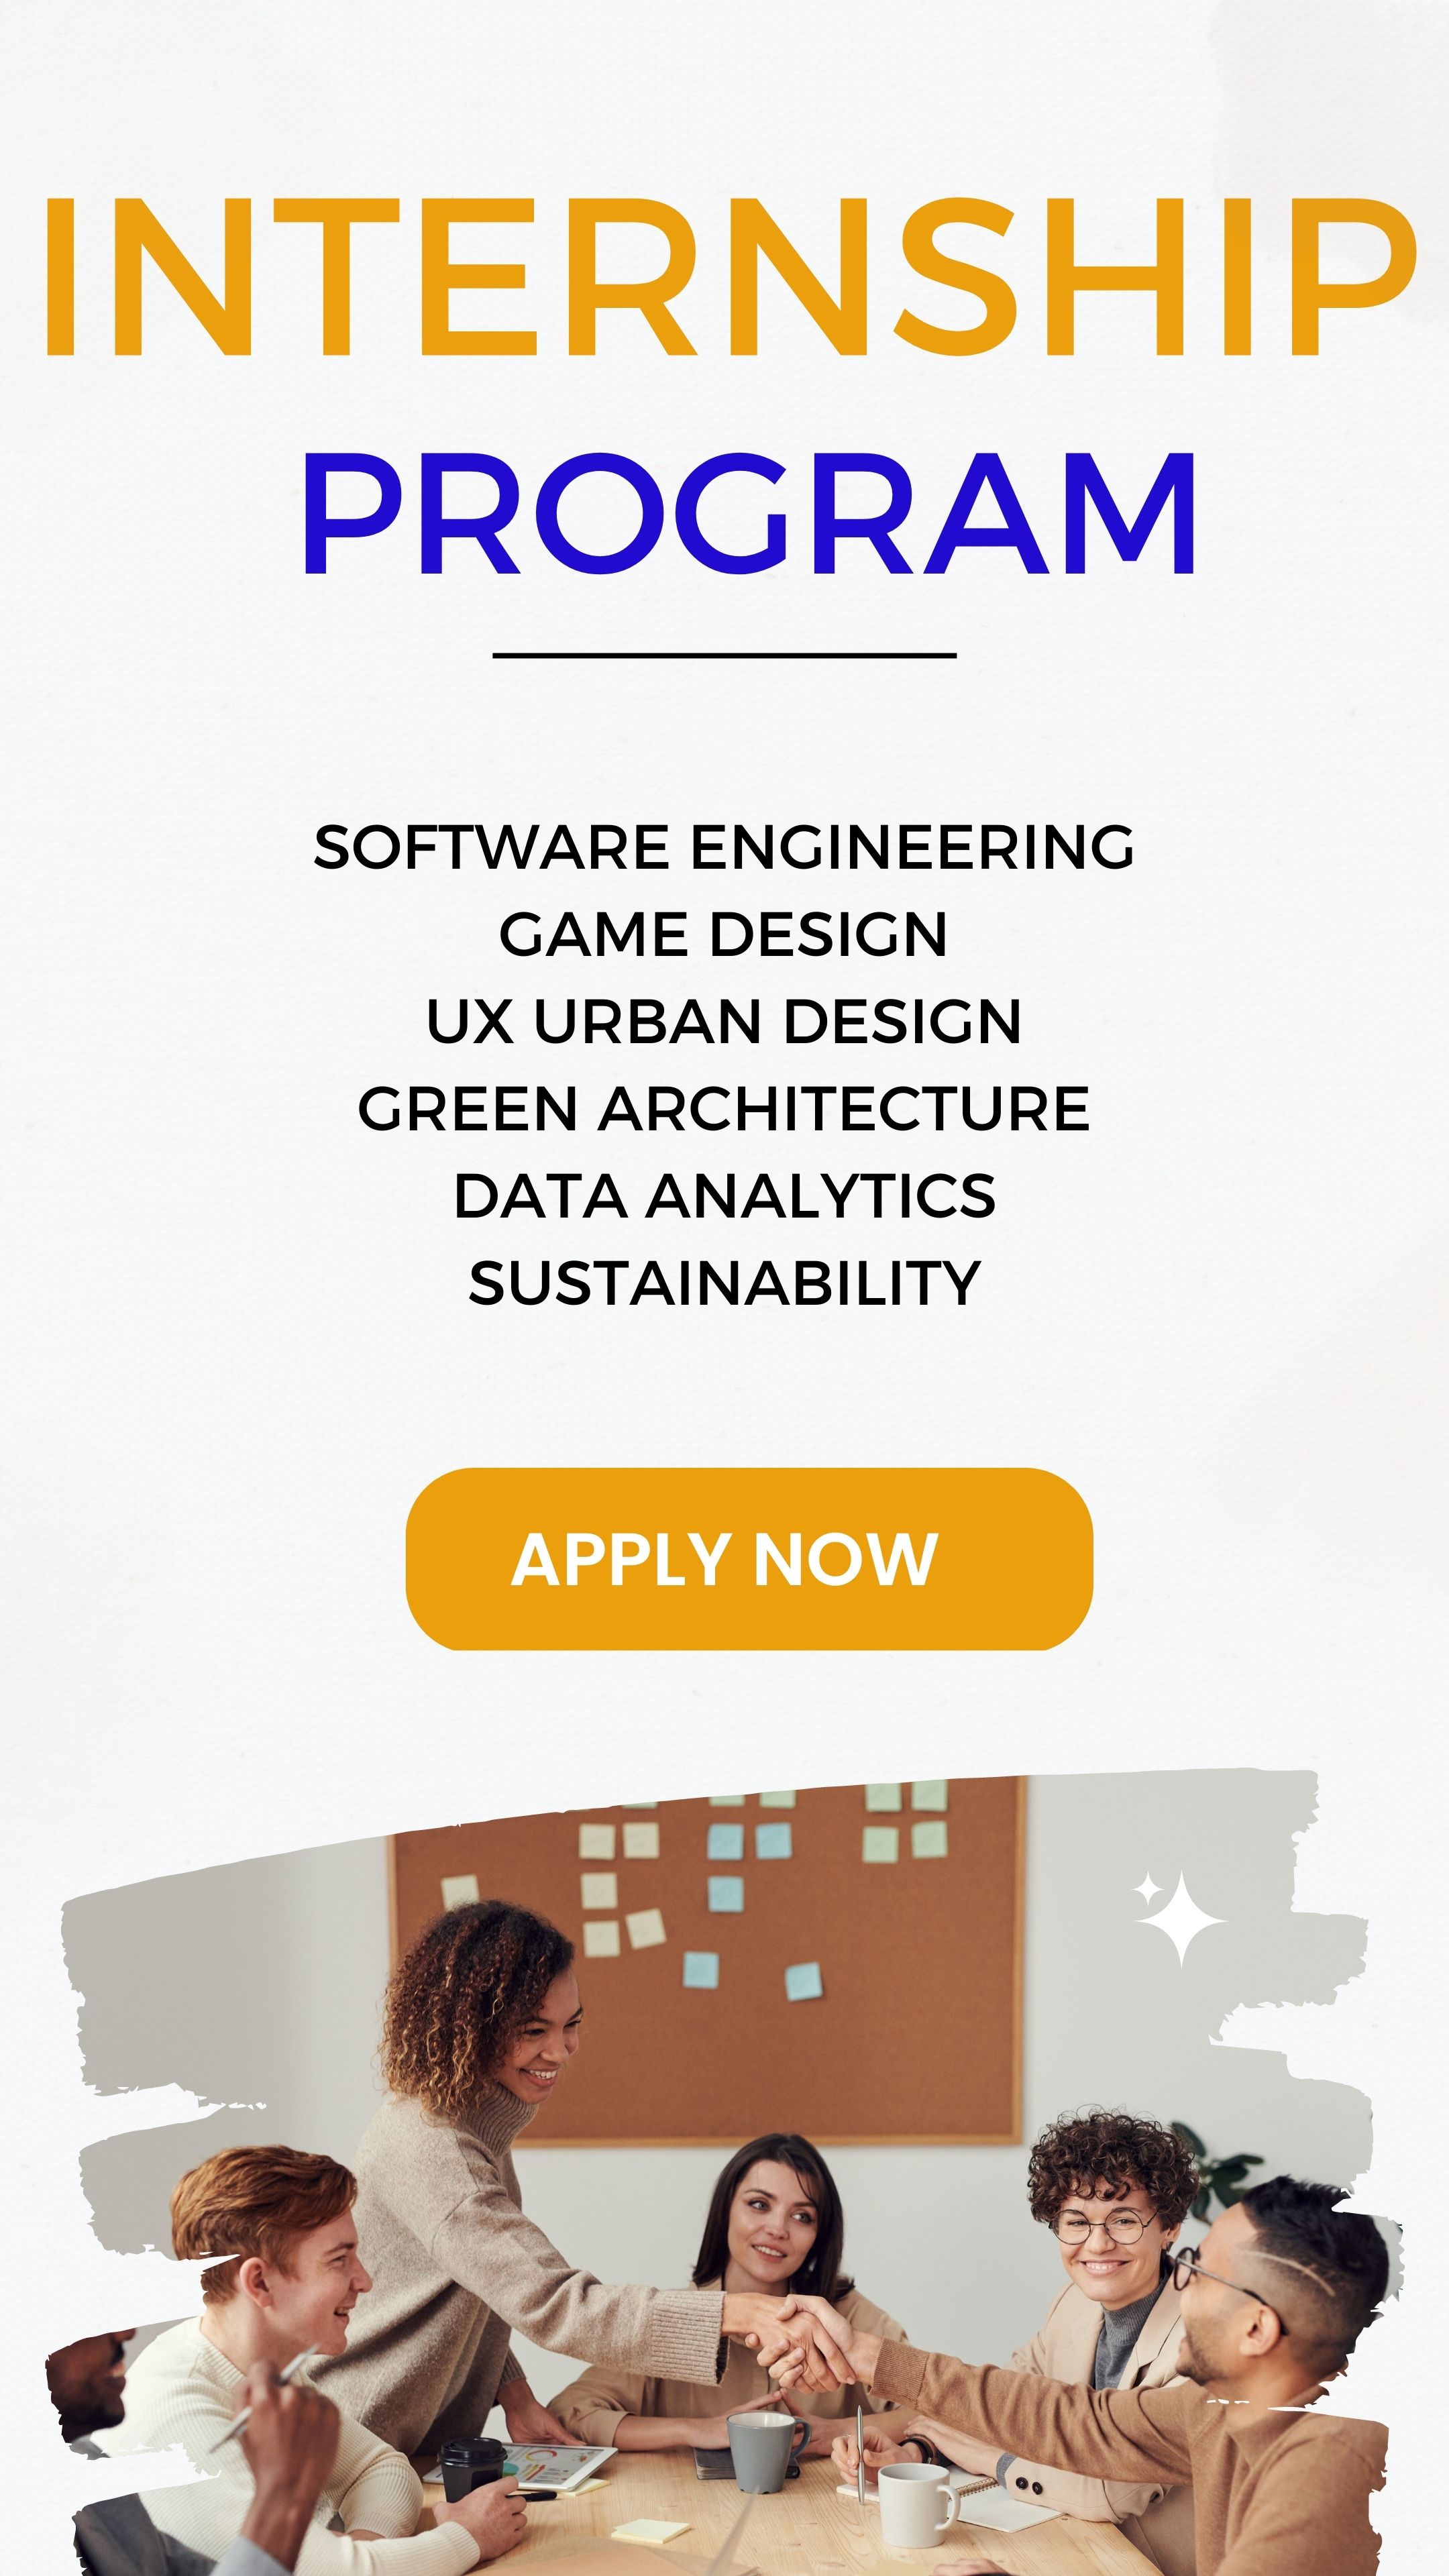 INTERNSHIP
PROGRAM
SOFTWARE ENGINEERING
GAME DESIGN
UX URBAN DESIGN
GREEN ARCHITECTURE
DATA ANALYTICS
SUSTAINABILITY
APPLY NOW